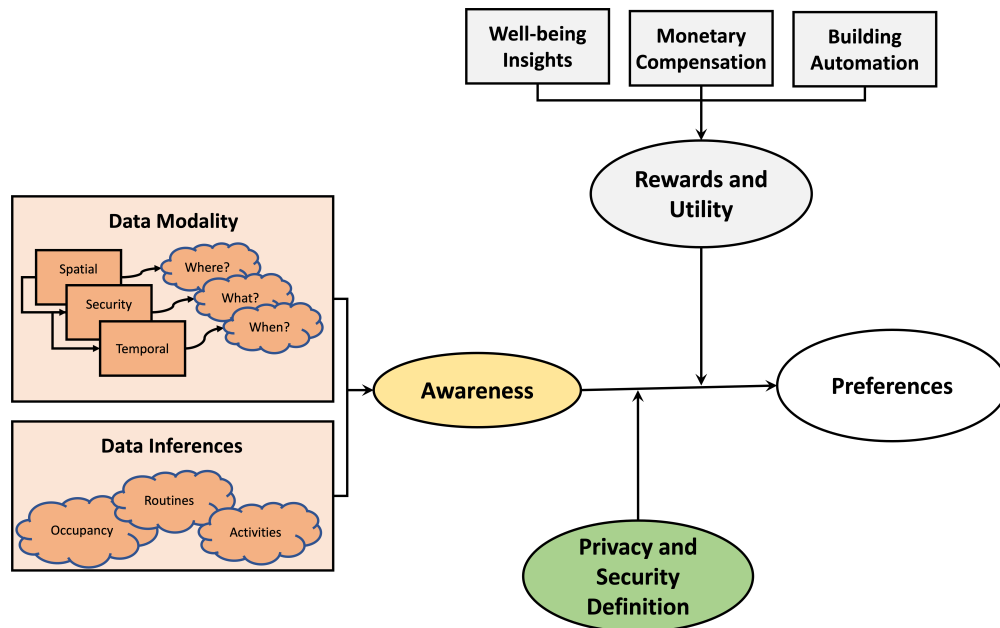 Well-being
Insights
Monetary
Compensation
Building
Automation
Rewards and
Utility
Data Modality
Spatial
Where?
Security
What?
Temporal
When?
Awareness
Preferences
Data Inferences
Routines
Occupancy
Activities
Privacy and
Security
Definition